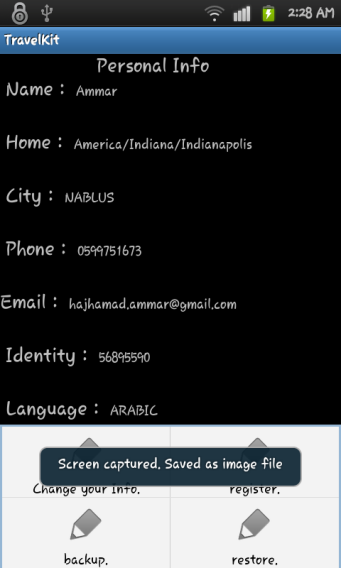 2:28 AM
TravelKit
Personal Info
Name : Ammar
Home : America/Indiana/Indianapolis
City : NABLUS
Phone : 0599751673
Email : hajhamad.ammar@gmail.com
Identity : 56895590
Language : ARABIC
Screen captured. Saved as image file
Change your Info. register.
backup. restore.